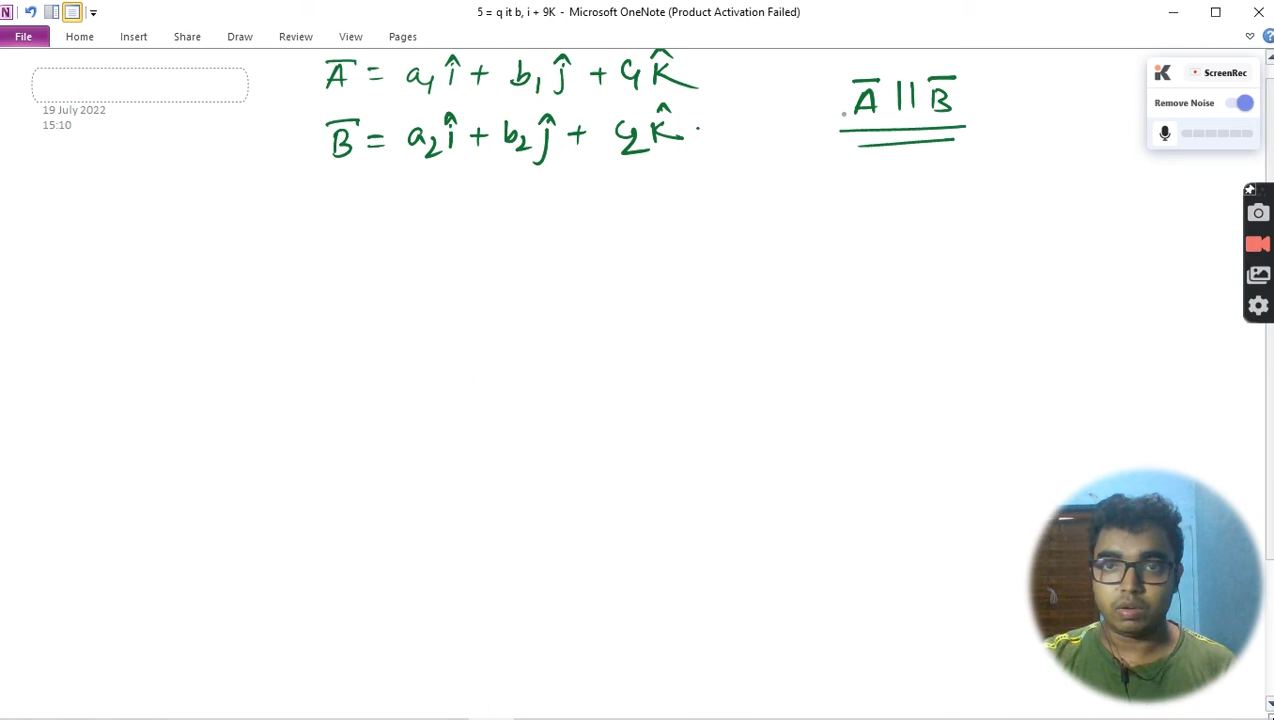 5 = q it b, i + 9K - Microsoft OneNote (Product Activation Failed)
File Home Insert Share Draw Review View Pages
A̅ = a₁î + b₁ĵ + c₁k̂
A̅ || B̅
B̅ = a₂î + b₂ĵ + c₂k̂
19 July 2022
15:10
ScreenRec
Remove Noise